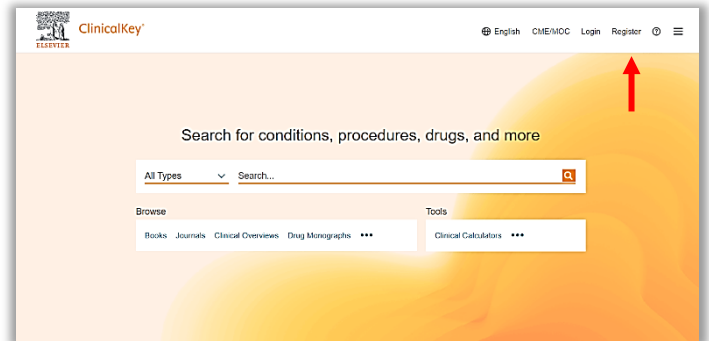 ClinicalKey®
ELSEVIER
English CME/MOC Login Register
Search for conditions, procedures, drugs, and more
All Types Search...
Browse Tools
Books Journals Clinical Overviews Drug Monographs ••• Clinical Calculators •••